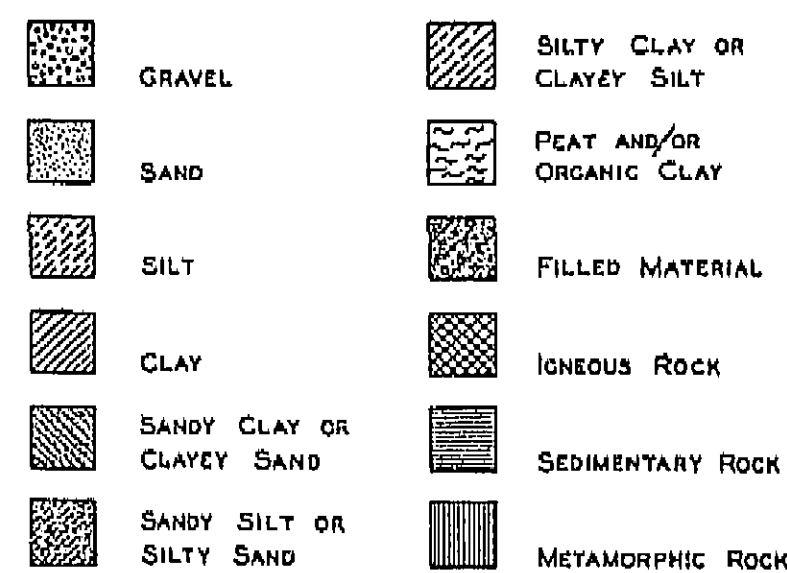 GRAVEL
SAND
SILT
CLAY
SANDY CLAY OR
CLAYEY SAND
SANDY SILT OR
SILTY SAND
SILTY CLAY OR
CLAYEY SILT
PEAT AND/OR
ORGANIC CLAY
FILLED MATERIAL
IGNEOUS ROCK
SEDIMENTARY ROCK
METAMORPHIC ROCK